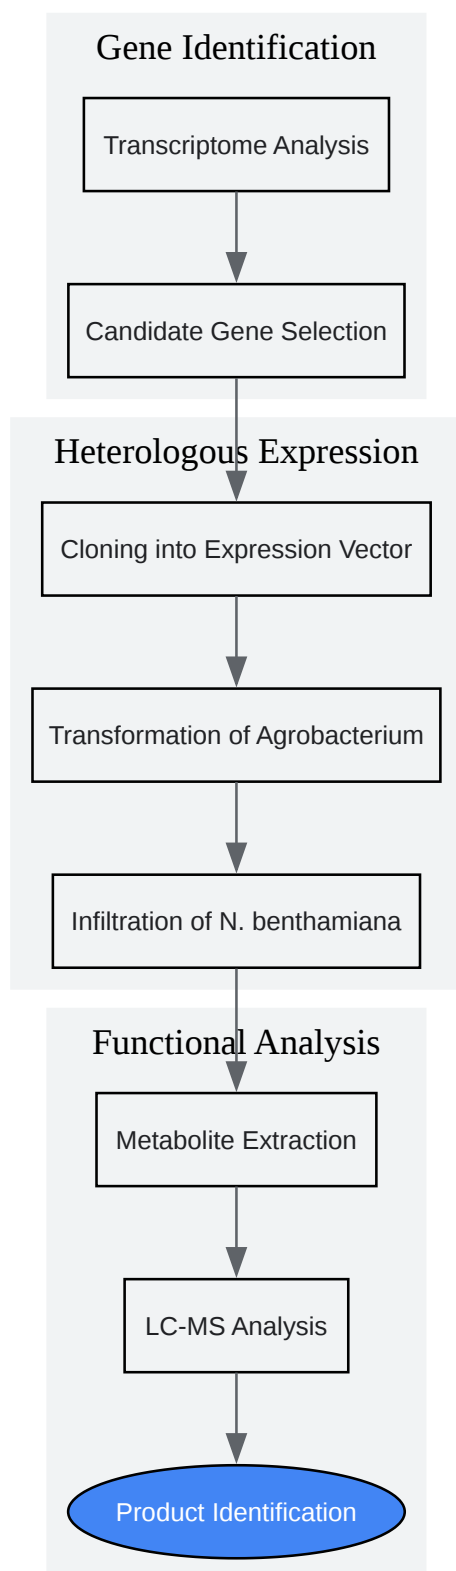 Gene Identification
Transcriptome Analysis
Candidate Gene Selection
Heterologous Expression
Cloning into Expression Vector
Transformation of Agrobacterium
Infiltration of N. benthamiana
Functional Analysis
Metabolite Extraction
LC-MS Analysis
Product Identification